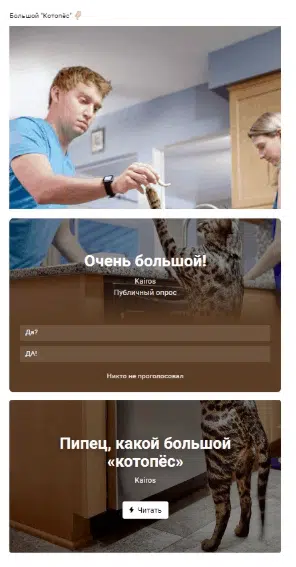 Большой "Котопёс"
Очень большой!
Kairos
Публичный опрос
Да?
ДА!
Никто не проголосовал
Пипец, какой большой
«котопёс»
Kairos
Читать